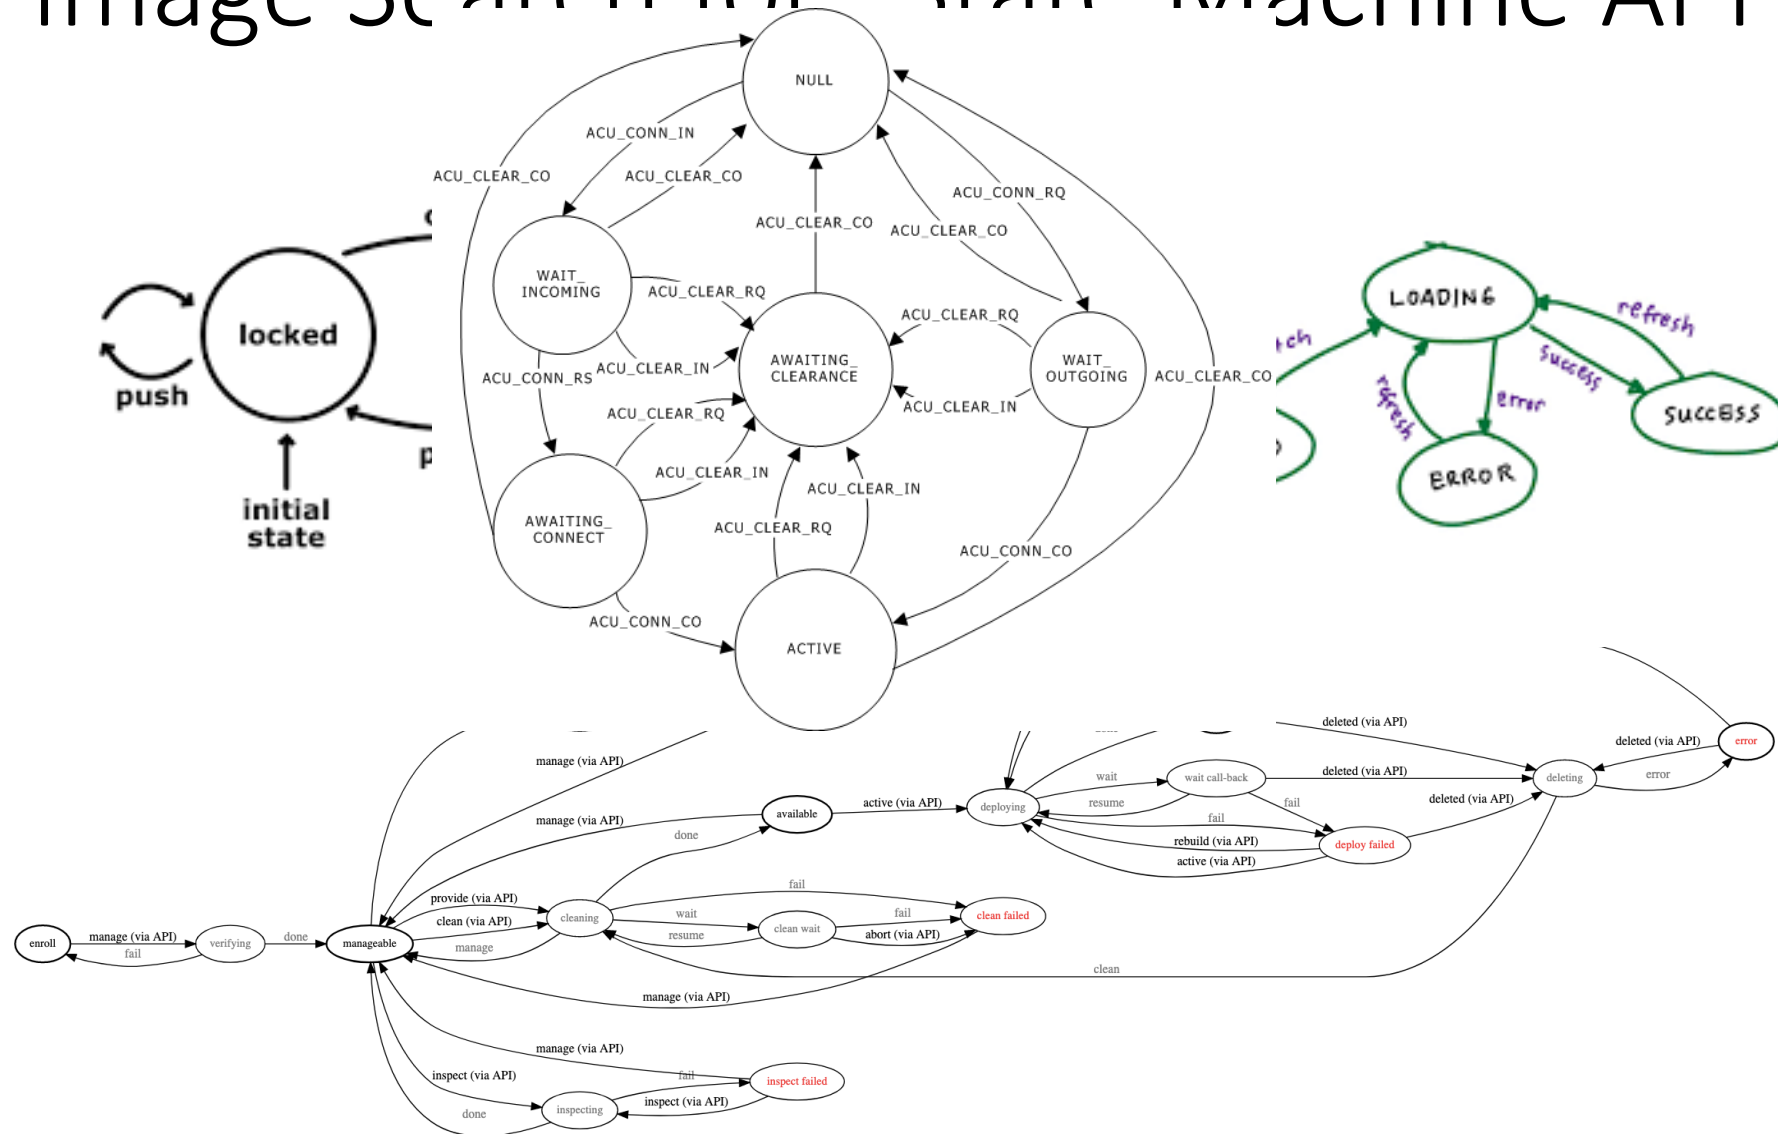 Image Search for State Machine API
NULL
ACU_CONN_IN
ACU_CLEAR_CO
ACU_CLEAR_CO
ACU_CONN_RQ
ACU_CLEAR_CO
ACU_CLEAR_CO
WAIT_
INCOMING
ACU_CLEAR_RQ
ACU_CLEAR_RQ
ACU_CLEAR_IN
ACU_CONN_RS
AWAITING_
CLEARANCE
WAIT_
OUTGOING
ACU_CLEAR_CO
ACU_CLEAR_RQ
ACU_CLEAR_IN
ACU_CLEAR_IN
ACU_CLEAR_IN
AWAITING_
CONNECT
ACU_CLEAR_RQ
ACU_CONN_CO
ACU_CONN_CO
ACTIVE
locked
push
initial
state
LOADING
refresh
success
refresh
error
SUCCESS
ERROR
deleted (via API)
manage (via API)
deleted (via API)
error
wait
wait call-back
deleted (via API)
deleting
error
active (via API)
deploying
resume
fail
deleted (via API)
available
manage (via API)
fail
done
rebuild (via API)
deploy failed
active (via API)
fail
provide (via API)
clean (via API)
cleaning
wait
fail
clean failed
enroll
manage (via API)
verifying
done
manageable
manage
resume
clean wait
abort (via API)
fail
clean
manage (via API)
manage (via API)
inspect (via API)
fail
inspect failed
done
inspecting
inspect (via API)